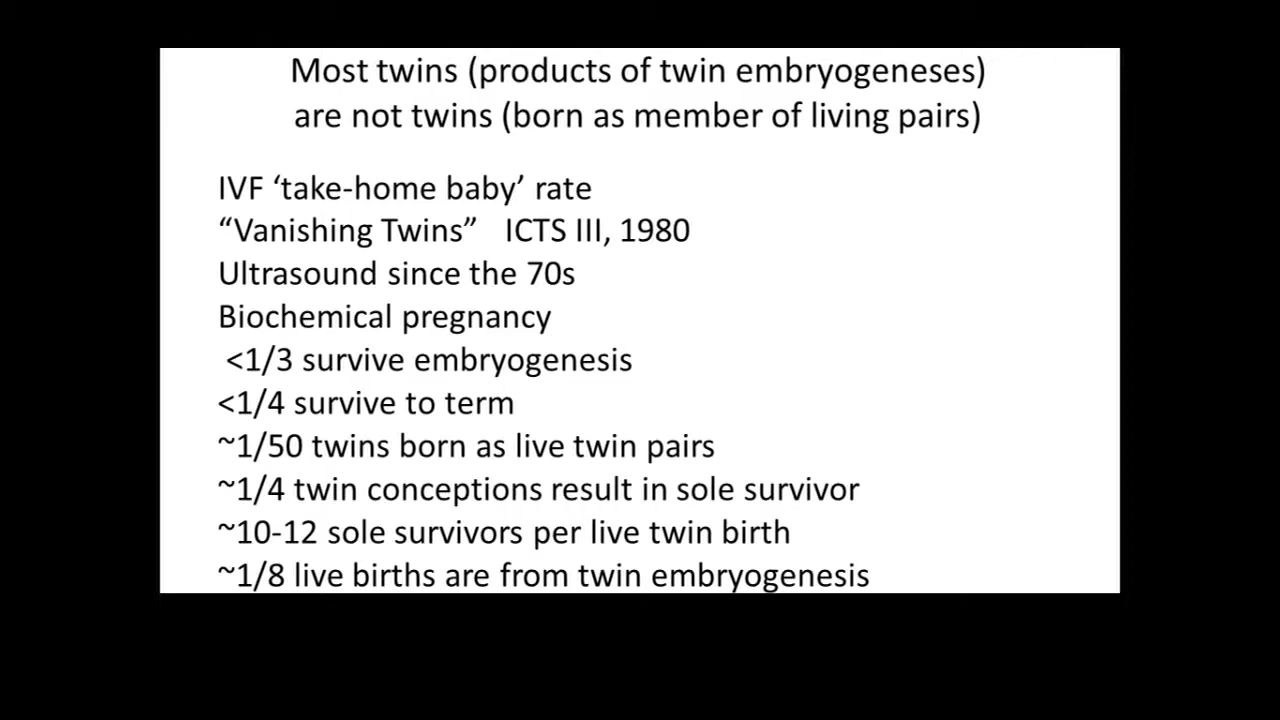 Most twins (products of twin embryogeneses)
are not twins (born as member of living pairs)
IVF ‘take-home baby’ rate
“Vanishing Twins” ICTS III, 1980
Ultrasound since the 70s
Biochemical pregnancy
<1/3 survive embryogenesis
<1/4 survive to term
~1/50 twins born as live twin pairs
~1/4 twin conceptions result in sole survivor
~10-12 sole survivors per live twin birth
~1/8 live births are from twin embryogenesis